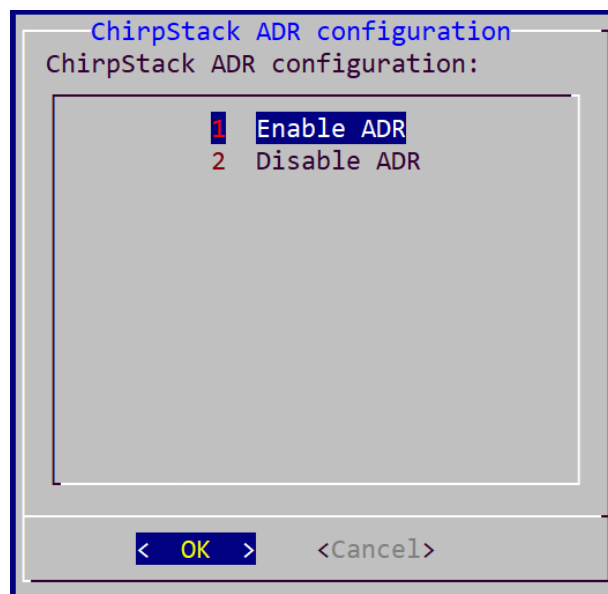 ChirpStack ADR configuration
ChirpStack ADR configuration:
1 Enable ADR
2 Disable ADR
< OK > <Cancel>